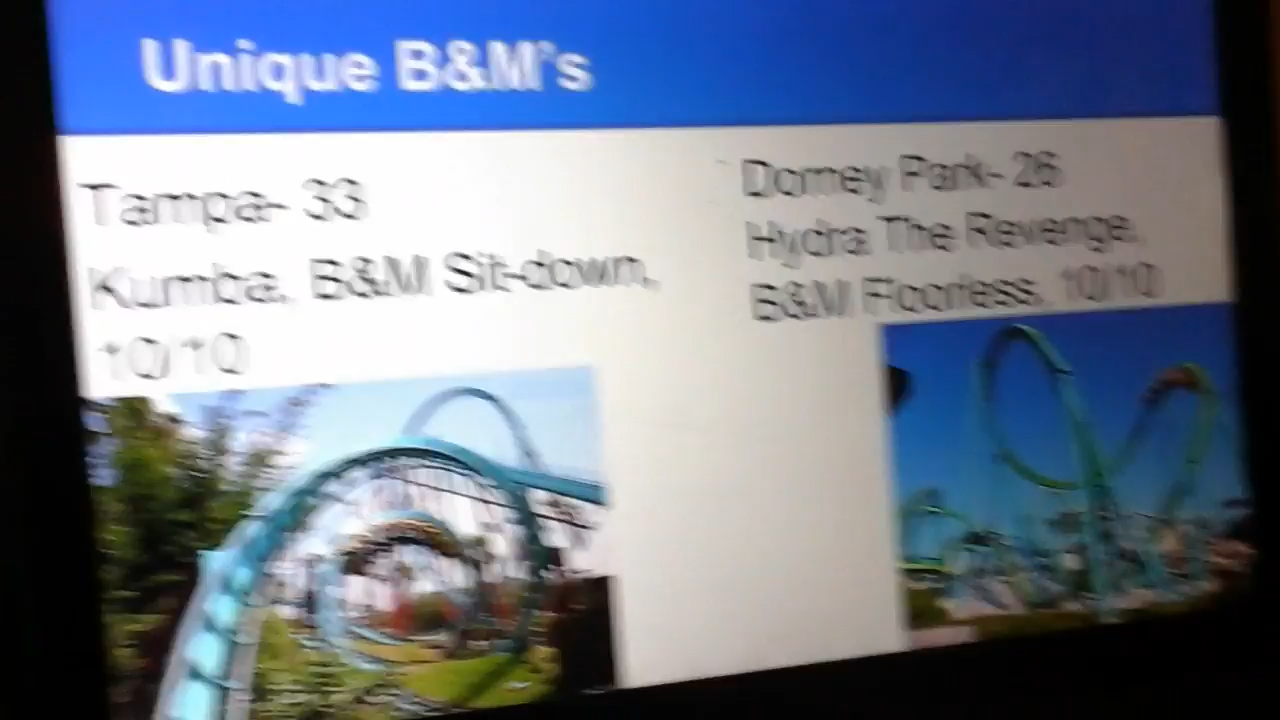 Unique B&M's
Tampa- 33
Kumba, B&M Sit-down,
10/10
Dorney Park- 26
Hydra The Revenge,
B&M Floorless, 10/10